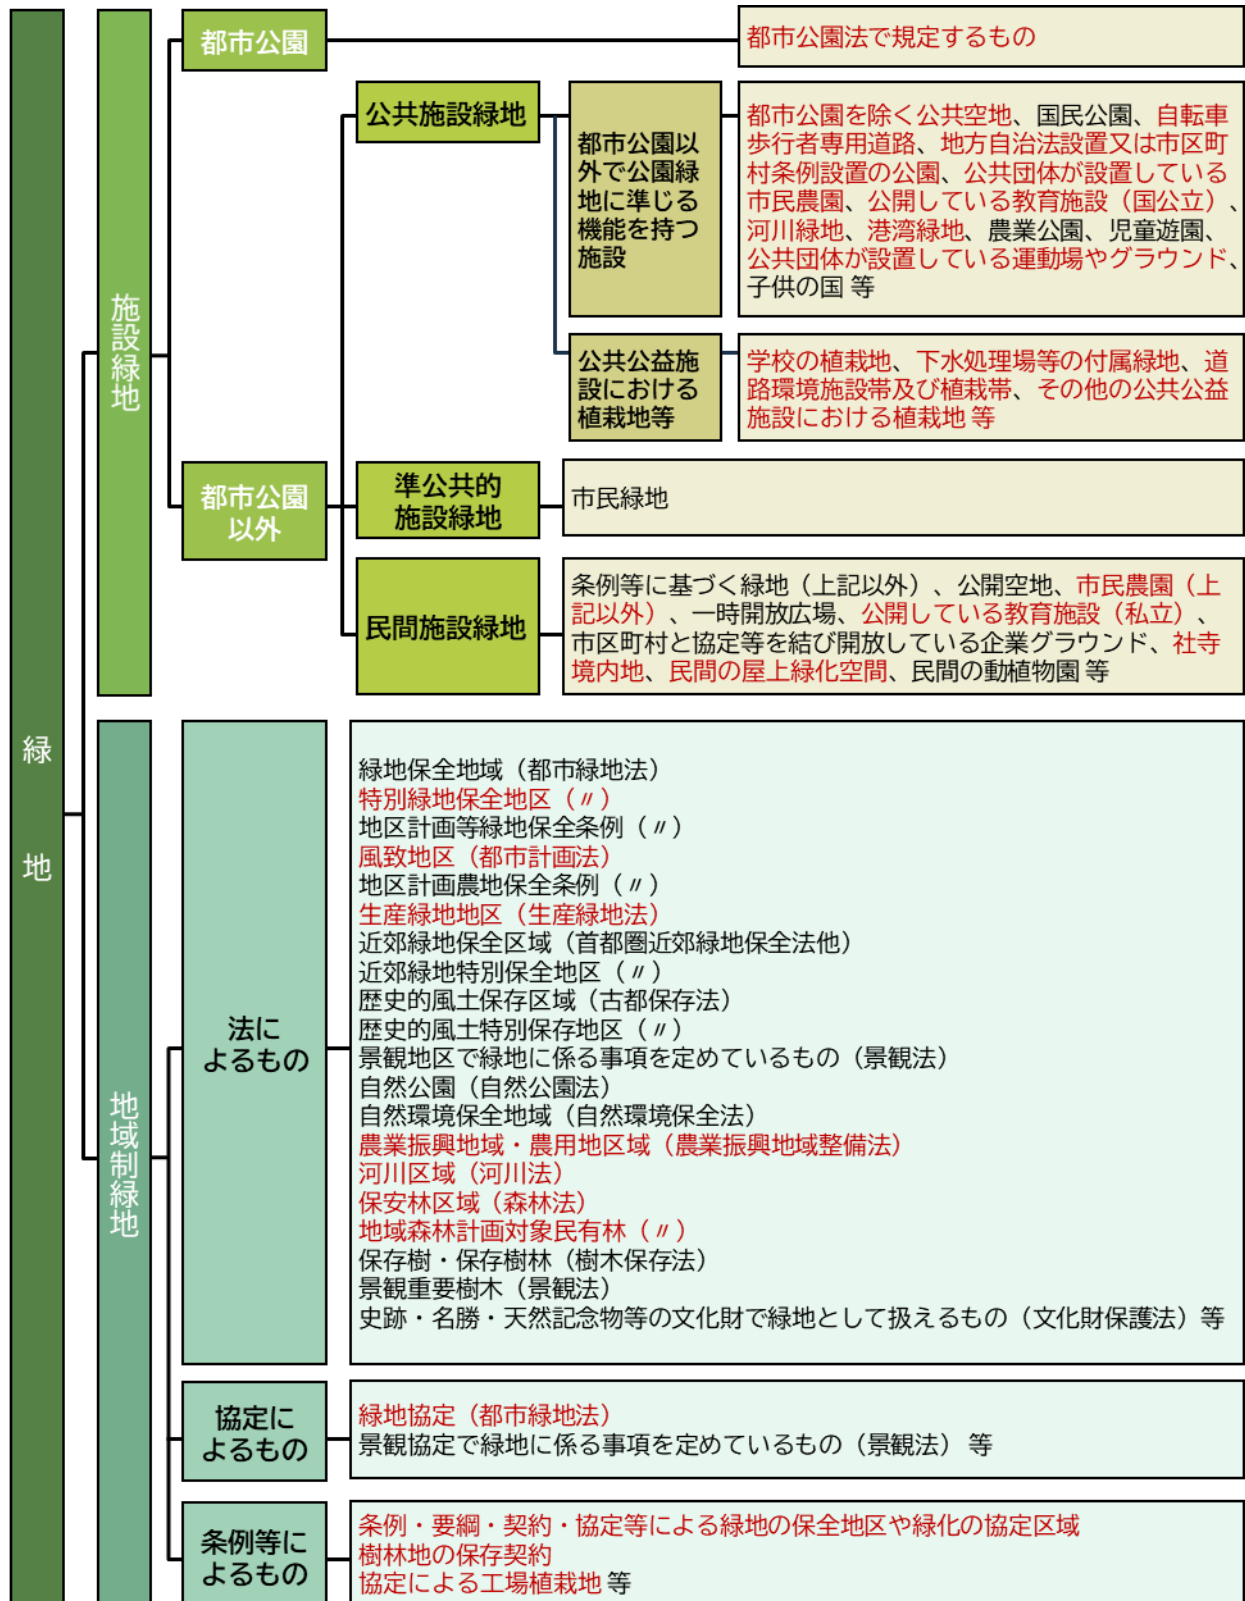 緑地
施設緑地
都市公園
都市公園法で規定するもの
都市公園
以外
公共施設緑地
都市公園以
外で公園緑
地に準じる
機能を持つ
施設
都市公園を除く公共空地、国民公園、自転車
歩行者専用道路、地方自治法設置又は市区町
村条例設置の公園、公共団体が設置している
市民農園、公開している教育施設（国公立）、
河川緑地、港湾緑地、農業公園、児童遊園、
公共団体が設置している運動場やグラウンド、
子供の国 等
公共公益施
設における
植栽地等
学校の植栽地、下水処理場等の付属緑地、道
路環境施設帯及び植栽帯、その他の公共公益
施設における植栽地 等
準公共的
施設緑地
市民緑地
民間施設緑地
条例等に基づく緑地（上記以外）、公開空地、市民農園（上
記以外）、一時開放広場、公開している教育施設（私立）、
市区町村と協定等を結び開放している企業グラウンド、社寺
境内地、民間の屋上緑化空間、民間の動植物園 等
地域制緑地
法に
よるもの
緑地保全地域（都市緑地法）
特別緑地保全地区（〃）
地区計画等緑地保全条例（〃）
風致地区（都市計画法）
地区計画農地保全条例（〃）
生産緑地地区（生産緑地法）
近郊緑地保全区域（首都圏近郊緑地保全法他）
近郊緑地特別保全地区（〃）
歴史的風土保存区域（古都保存法）
歴史的風土特別保存地区（〃）
景観地区で緑地に係る事項を定めているもの（景観法）
自然公園（自然公園法）
自然環境保全地域（自然環境保全法）
農業振興地域・農用地区域（農業振興地域整備法）
河川区域（河川法）
保安林区域（森林法）
地域森林計画対象民有林（〃）
保存樹・保存樹林（樹木保存法）
景観重要樹木（景観法）
史跡・名勝・天然記念物等の文化財で緑地として扱えるもの（文化財保護法）等
協定に
よるもの
緑地協定（都市緑地法）
景観協定で緑地に係る事項を定めているもの（景観法） 等
条例等に
よるもの
条例・要綱・契約・協定等による緑地の保全地区や緑化の協定区域
樹林地の保存契約
協定による工場植栽地 等